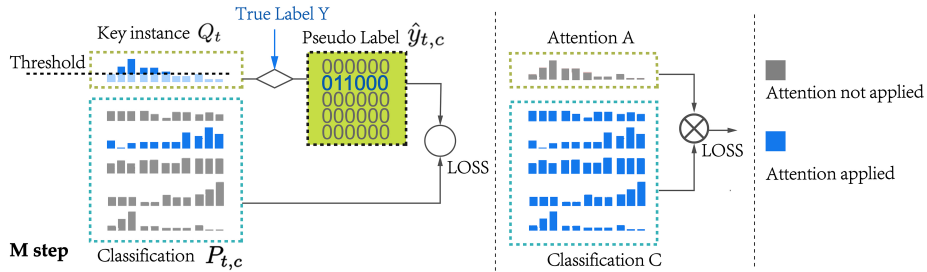 True Label Y
Key instance Q_t
Pseudo Label ŷ_{t,c}
Attention A
Threshold
000000
011000
000000
000000
000000
Attention not applied
LOSS
LOSS
Attention applied
M step
Classification P_{t,c}
Classification C